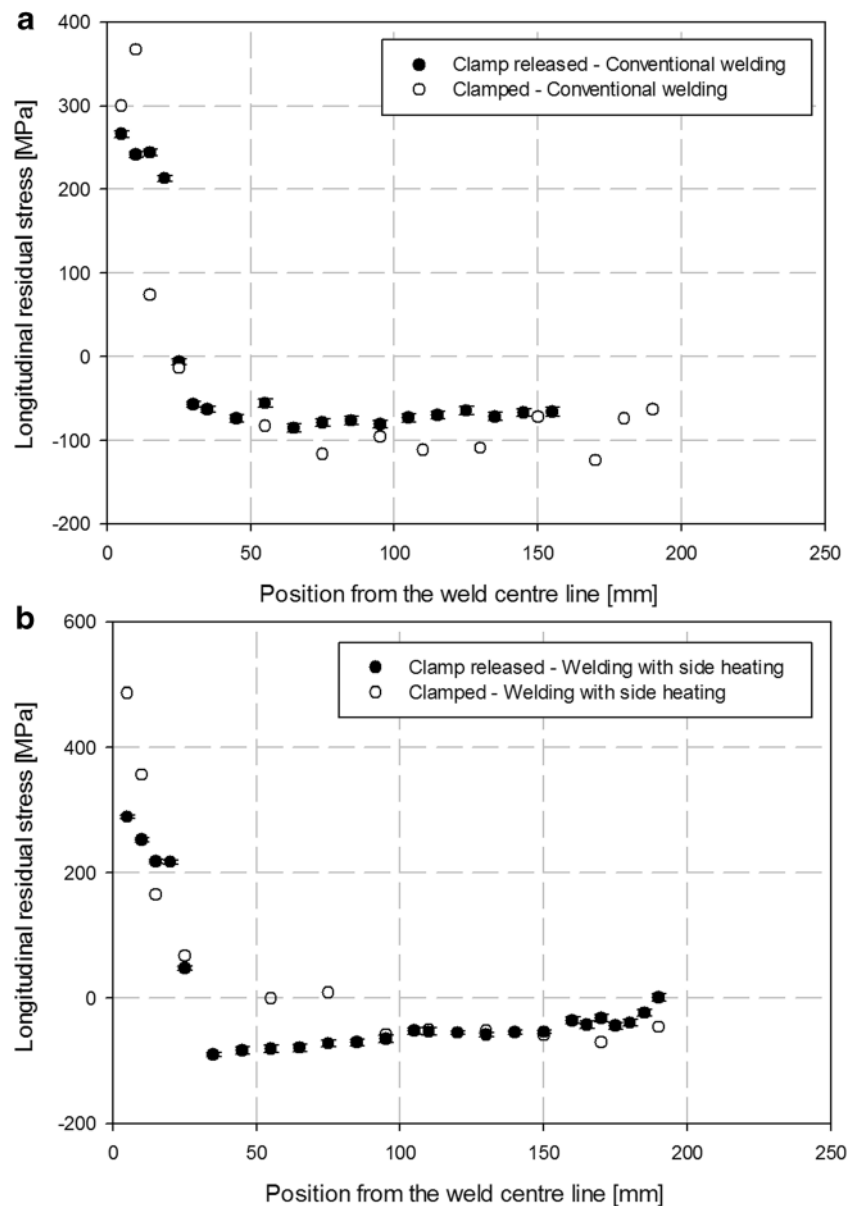 a
400
300
200
100
0
-100
-200
Longitudinal residual stress [MPa]
Clamp released - Conventional welding
Clamped - Conventional welding
0 50 100 150 200 250
Position from the weld centre line [mm]
b
600
400
200
0
-200
Longitudinal residual stress [MPa]
Clamp released - Welding with side heating
Clamped - Welding with side heating
0 50 100 150 200 250
Position from the weld centre line [mm]